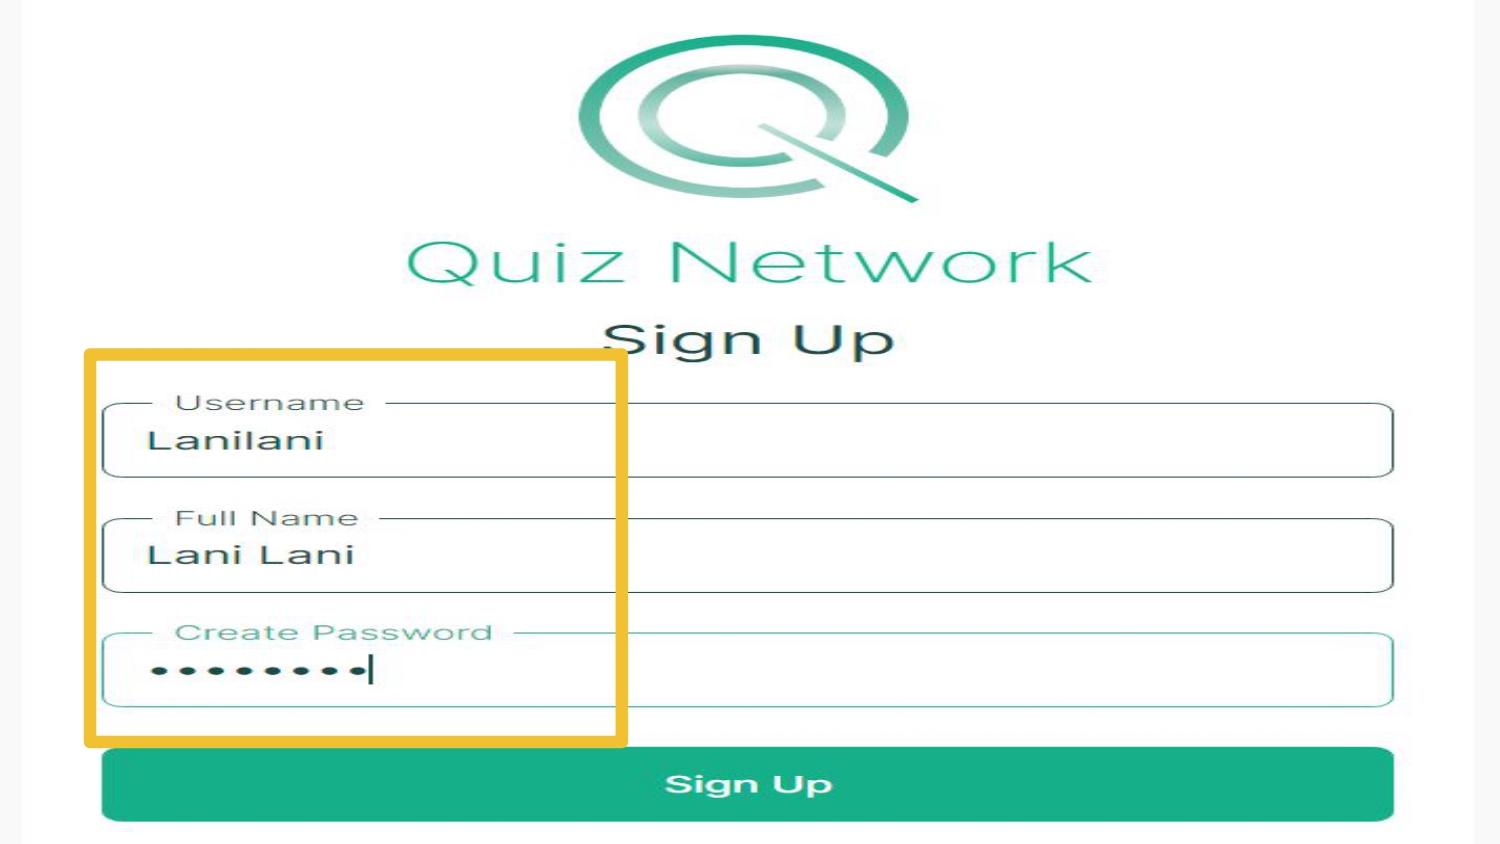 Quiz Network
Sign Up
Username
Lanilani
Full Name
Lani Lani
Create Password
••••••••
Sign Up